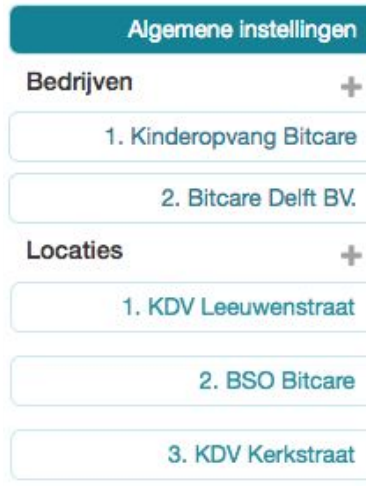 Algemene instellingen
Bedrijven +
1. Kinderopvang Bitcare
2. Bitcare Delft BV.
Locaties +
1. KDV Leeuwenstraat
2. BSO Bitcare
3. KDV Kerkstraat